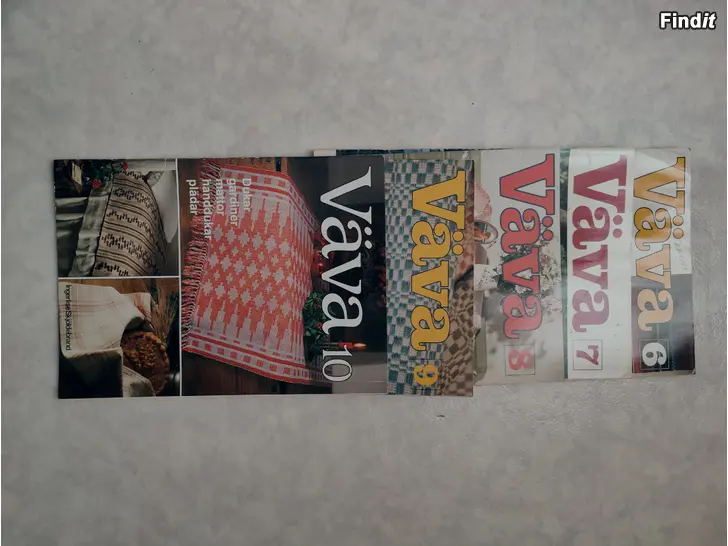 Findit
Väva 10
Dukar
gardiner
mattor
handdukar
plädar
Väva 9
Väva 8
Väva 7
Väva 6